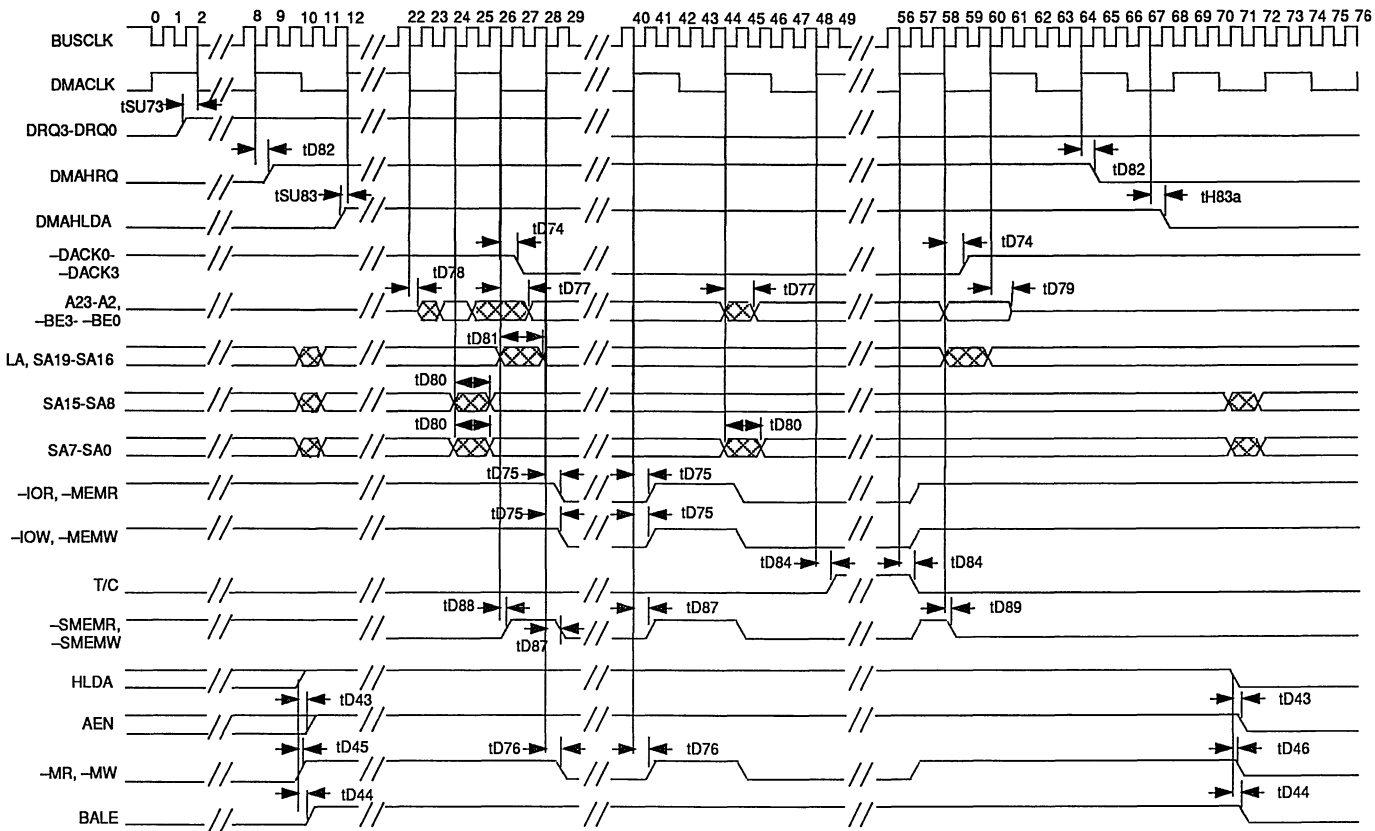 0 1 2 8 9 10 11 12 22 23 24 25 26 27 28 29 40 41 42 43 44 45 46 47 48 49 56 57 58 59 60 61 62 63 64 65 66 67 68 69 70 71 72 73 74 75 76
BUSCLK
DMACLK
tSU73
DRQ3-DRQ0
tD82 tD82
DMAHRQ
tSU83 tH83a
DMAHLDA
tD74 tD74
–DACK0-
–DACK3
tD78
A23-A2,
–BE3- –BE0
tD77 tD77 tD79
tD81
LA, SA19-SA16
tD80
SA15-SA8
tD80 tD80
SA7-SA0
tD75 tD75
–IOR, –MEMR
tD75 tD75
–IOW, –MEMW
tD84 tD84
T/C
tD88 tD87 tD89
–SMEMR,
–SMEMW
tD87
HLDA
tD43 tD43
AEN
tD45 tD76 tD76 tD46
–MR, –MW
tD44 tD44
BALE